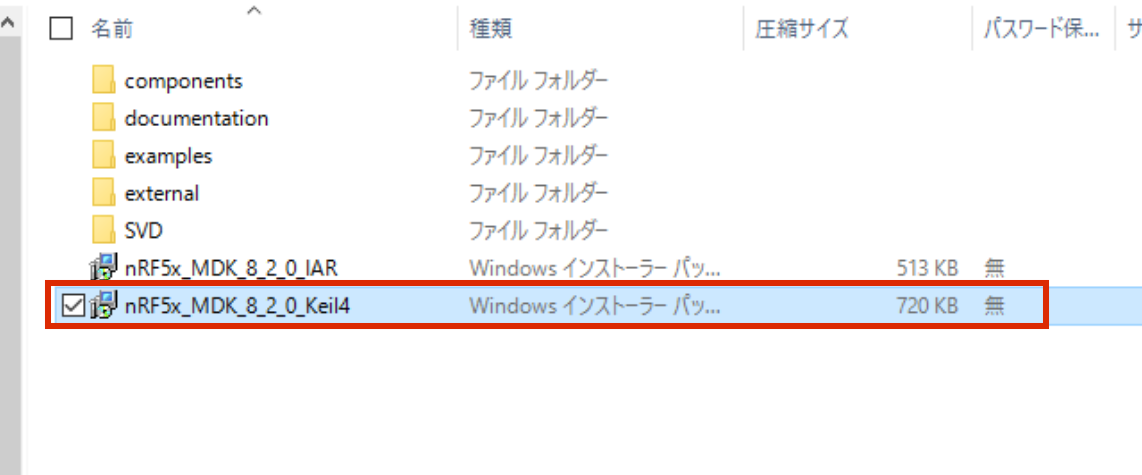 名前 種類 圧縮サイズ パスワード保... サ
components ファイル フォルダー
documentation ファイル フォルダー
examples ファイル フォルダー
external ファイル フォルダー
SVD ファイル フォルダー
nRF5x_MDK_8_2_0_IAR Windows インストーラー パッ... 513 KB 無
nRF5x_MDK_8_2_0_Keil4 Windows インストーラー パッ... 720 KB 無